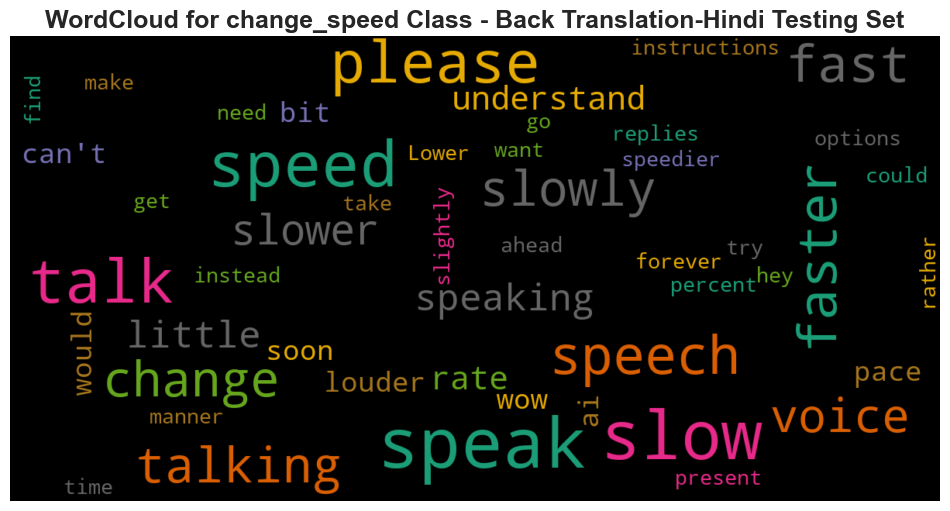 WordCloud for change_speed Class - Back Translation-Hindi Testing Set
please
instructions
fast
find
make
understand
need
bit
go
replies
options
can't
speed
Lower
want
speedier
could
get
take
slowly
faster
slower
slightly
ahead
try
forever
rather
talk
instead
speaking
percent
hey
would
little
soon
speech
change
louder
rate
pace
manner
wow
ai
voice
talking
speak
slow
time
present